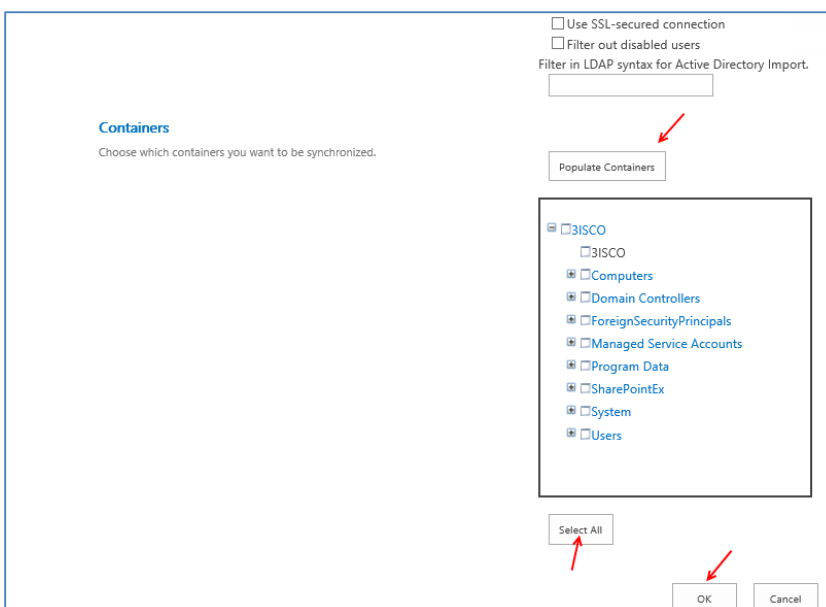 Use SSL-secured connection
Filter out disabled users
Filter in LDAP syntax for Active Directory Import.
Containers
Choose which containers you want to be synchronized.
Populate Containers
3ISCO
3ISCO
Computers
Domain Controllers
ForeignSecurityPrincipals
Managed Service Accounts
Program Data
SharePointEx
System
Users
Select All
OK Cancel